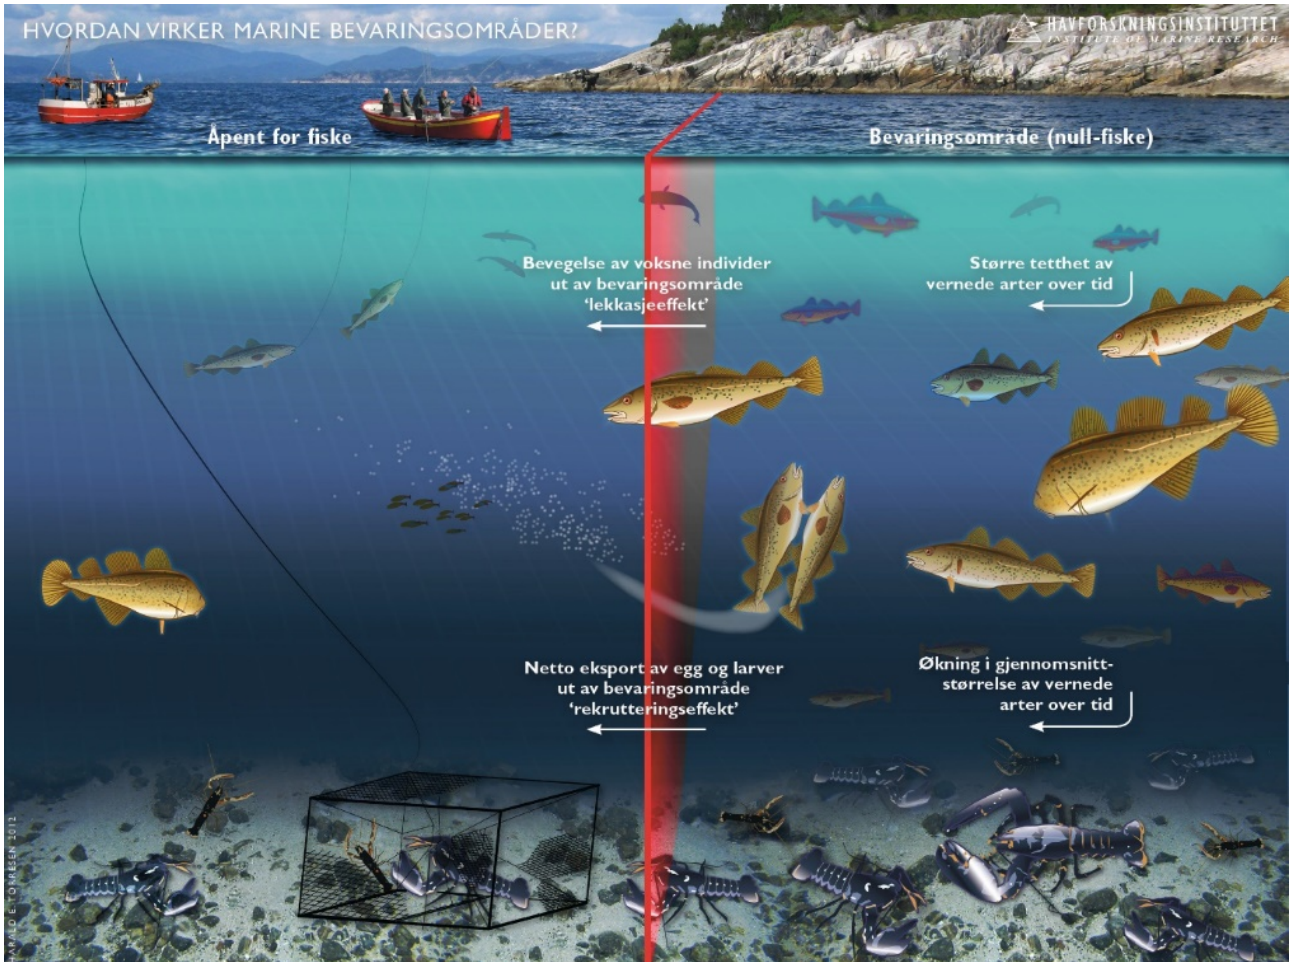 HVORDAN VIRKER MARINE BEVARINGSOMRÅDER?
HAVFORSKNINGSINSTITUTTET
INSTITUTE OF MARINE RESEARCH
Åpent for fiske
Bevaringsområde (null-fiske)
Bevegelse av voksne individer
ut av bevaringsområde
‘lekkasjeeffekt’
Større tetthet av
vernede arter over tid
Netto eksport av egg og larver
ut av bevaringsområde
‘rekrutteringseffekt’
Økning i gjennomsnitt-
størrelse av vernede
arter over tid
HARALD E. TØRRESEN 2012